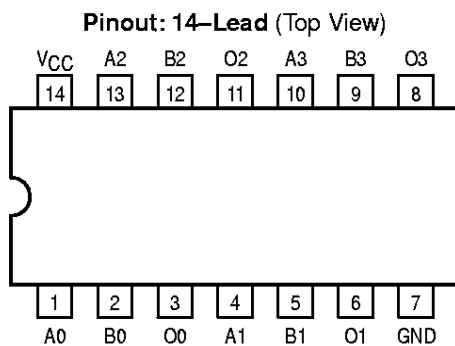 Pinout: 14–Lead (Top View)
VCC A2 B2 O2 A3 B3 O3
14 13 12 11 10 9 8
1 2 3 4 5 6 7
A0 B0 O0 A1 B1 O1 GND